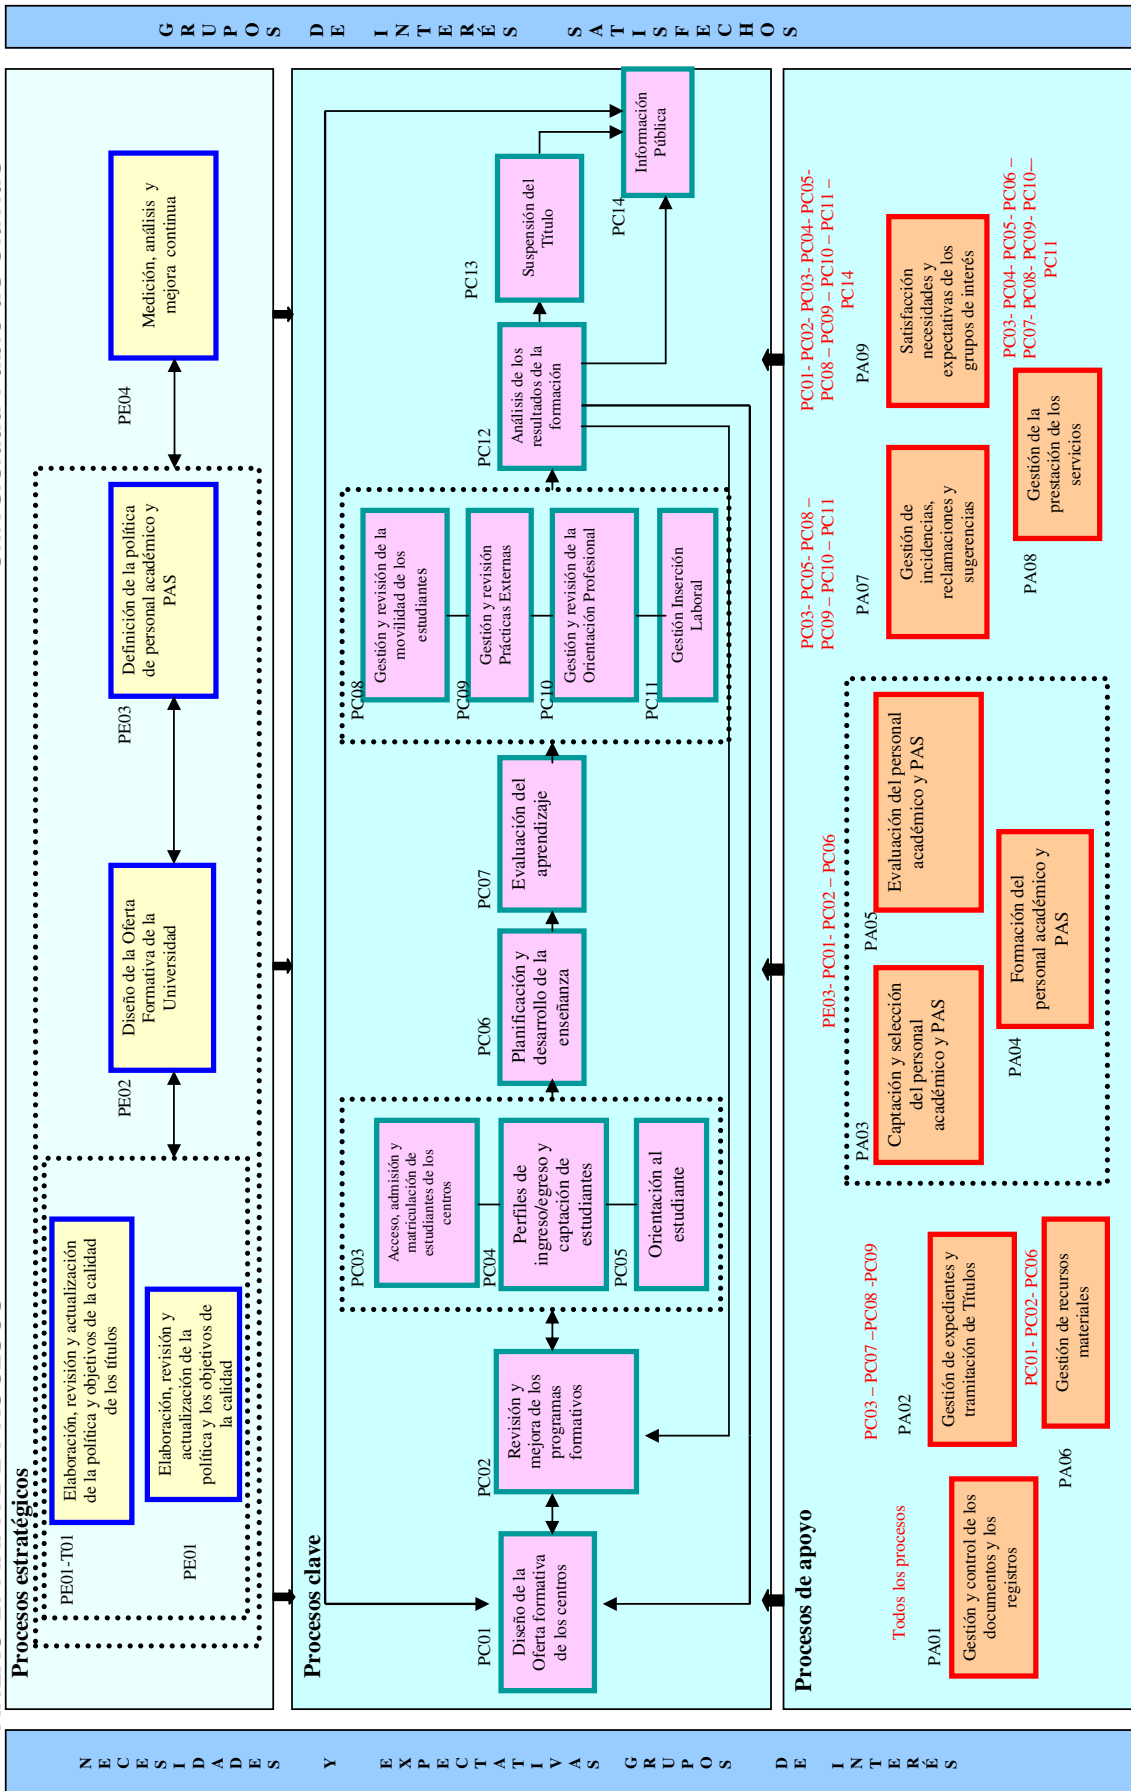 N E C E S I D A D E S Y E X P E C T A T I V A S G R U P O S D E I N T E R É S
Procesos estratégicos
PE01-T01
Elaboración, revisión y actualización
de la política y objetivos de la calidad
de los títulos
PE01
Elaboración, revisión y
actualización de la
política y los objetivos de
la calidad
PE02
Diseño de la Oferta
Formativa de la
Universidad
PE03
Definición de la política
de personal académico y
PAS
PE04
Medición, análisis y
mejora continua
Procesos clave
PC01
Diseño de la
Oferta formativa
de los centros
PC02
Revisión y
mejora de los
programas
formativos
PC03
Acceso, admisión y
matriculación de
estudiantes de los
centros
PC04
Perfiles de
ingreso/egreso y
captación de
estudiantes
PC05
Orientación al
estudiante
PC06
Planificación y
desarrollo de la
enseñanza
PC07
Evaluación del
aprendizaje
PC08
Gestión y revisión de la
movilidad de los
estudiantes
PC09
Gestión y revisión
Prácticas Externas
PC10
Gestión y revisión de la
Orientación Profesional
PC11
Gestión Inserción
Laboral
PC12
Análisis de los
resultados de la
formación
PC13
Suspensión del
Título
PC14
Información
Pública
Procesos de apoyo
Todos los procesos
PA01
Gestión y control de los
documentos y los
registros
PC03 – PC07 –PC08 -PC09
PA02
Gestión de expedientes y
tramitación de Títulos
PC01- PC02- PC06
PA06
Gestión de recursos
materiales
PE03- PC01- PC02 – PC06
PA03
Captación y selección
del personal
académico y PAS
PA05
Evaluación del personal
académico y PAS
PA04
Formación del
personal académico y
PAS
PC03- PC05- PC08 –
PC09 – PC10 – PC11
PA07
Gestión de
incidencias,
reclamaciones y
sugerencias
PC01- PC02- PC03- PC04- PC05-
PC08 – PC09 – PC10 – PC11 –
PC14
PA09
Satisfacción
necesidades y
expectativas de los
grupos de interés
PC03- PC04- PC05- PC06 –
PC07- PC08- PC09- PC10—
PC11
PA08
Gestión de la
prestación de los
servicios
G R U P O S D E I N T E R É S S A T I S F E C H O S